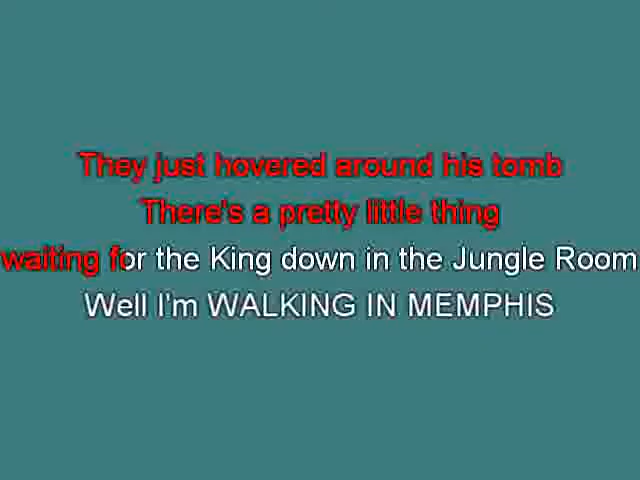 They just hovered around his tomb
There's a pretty little thing
waiting for the King down in the Jungle Room
Well I'm WALKING IN MEMPHIS